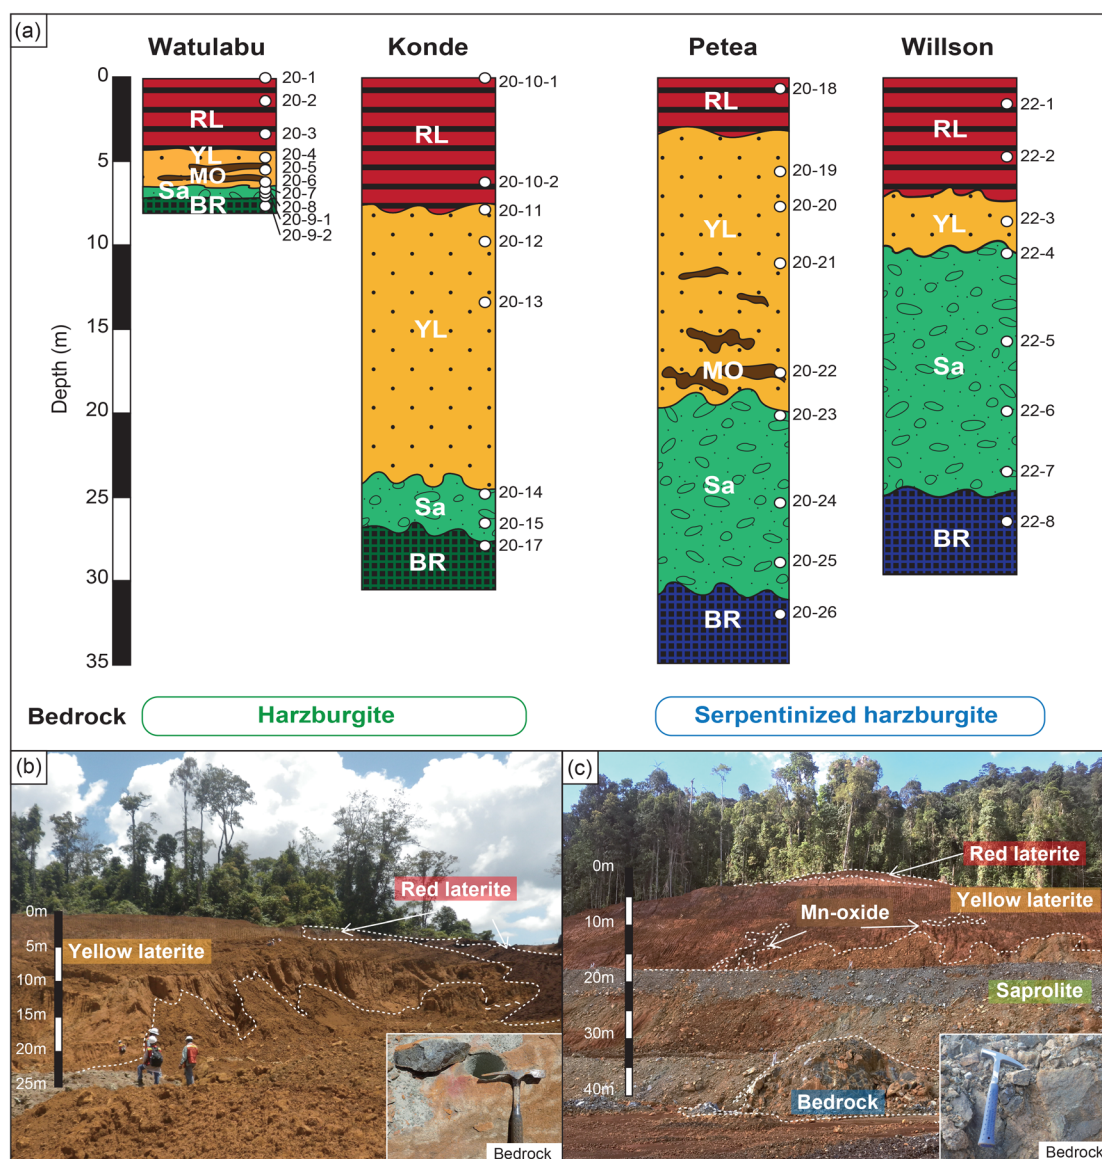 (a)
Watulabu
Konde
Petea
Willson
Depth (m)
0
5
10
15
20
25
30
35
RL
YL
MO
Sa
BR
20-1
20-2
20-3
20-4
20-5
20-6
20-7
20-8
20-9-1
20-9-2
RL
YL
Sa
BR
20-10-1
20-10-2
20-11
20-12
20-13
20-14
20-15
20-17
RL
YL
MO
Sa
BR
20-18
20-19
20-20
20-21
20-22
20-23
20-24
20-25
20-26
RL
YL
Sa
BR
22-1
22-2
22-3
22-4
22-5
22-6
22-7
22-8
Bedrock
Harzburgite
Serpentinized harzburgite
(b)
Red laterite
Yellow laterite
0m
5m
10m
15m
20m
25m
Bedrock
(c)
Red laterite
Yellow laterite
Mn-oxide
Saprolite
Bedrock
0m
10m
20m
30m
40m
Bedrock